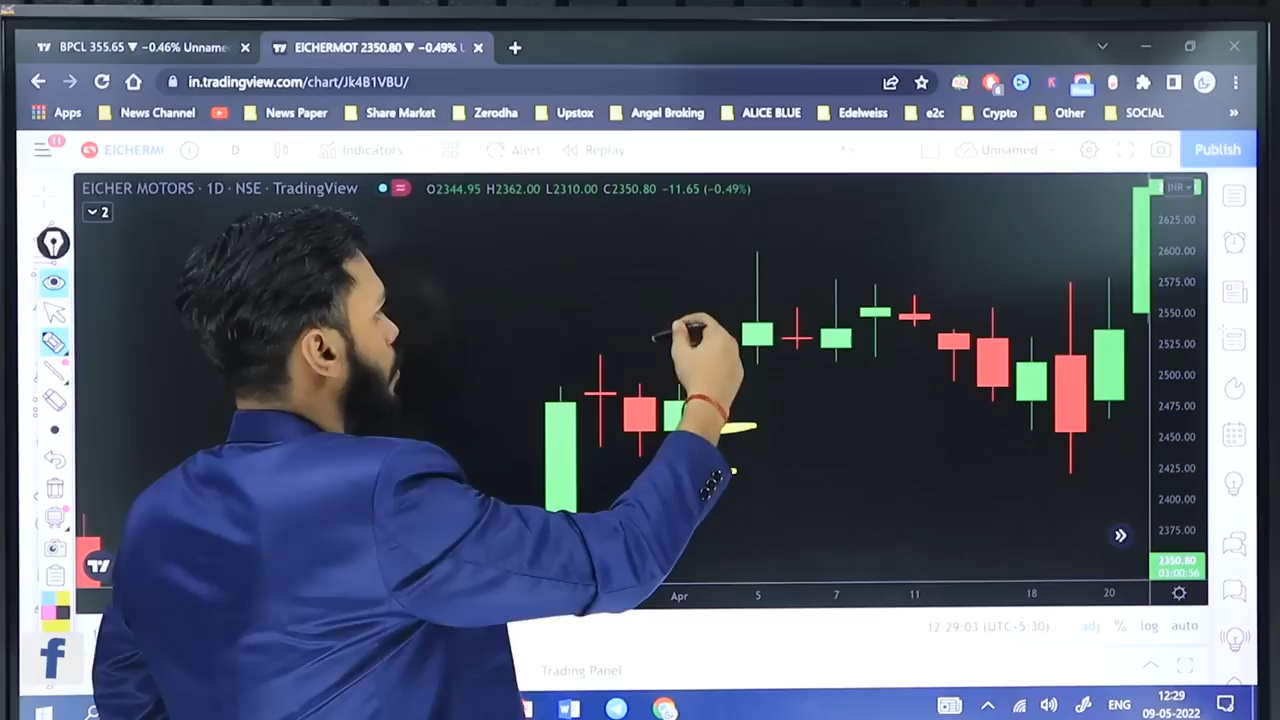 BPCL 355.65 ▼ −0.46% Unname
EICHERMOT 2350.80 ▼ −0.49% U
in.tradingview.com/chart/Jk4B1VBU/
Apps News Channel News Paper Share Market Zerodha Upstox Angel Broking ALICE BLUE Edelweiss e2c Crypto Other SOCIAL »
11
EICHERM D Indicators Alert Replay Unnamed Publish
EICHER MOTORS · 1D · NSE · TradingView O2344.95 H2362.00 L2310.00 C2350.80 −11.65 (−0.49%)
INR
2
2625.00
2600.00
2575.00
2550.00
2525.00
2500.00
2475.00
2450.00
2425.00
2400.00
2375.00
2350.80
03:00:56
Apr 5 7 11 18 20
12:29:03 (UTC+5:30) adj % log auto
f
Trading Panel
ENG
12:29
09-05-2022